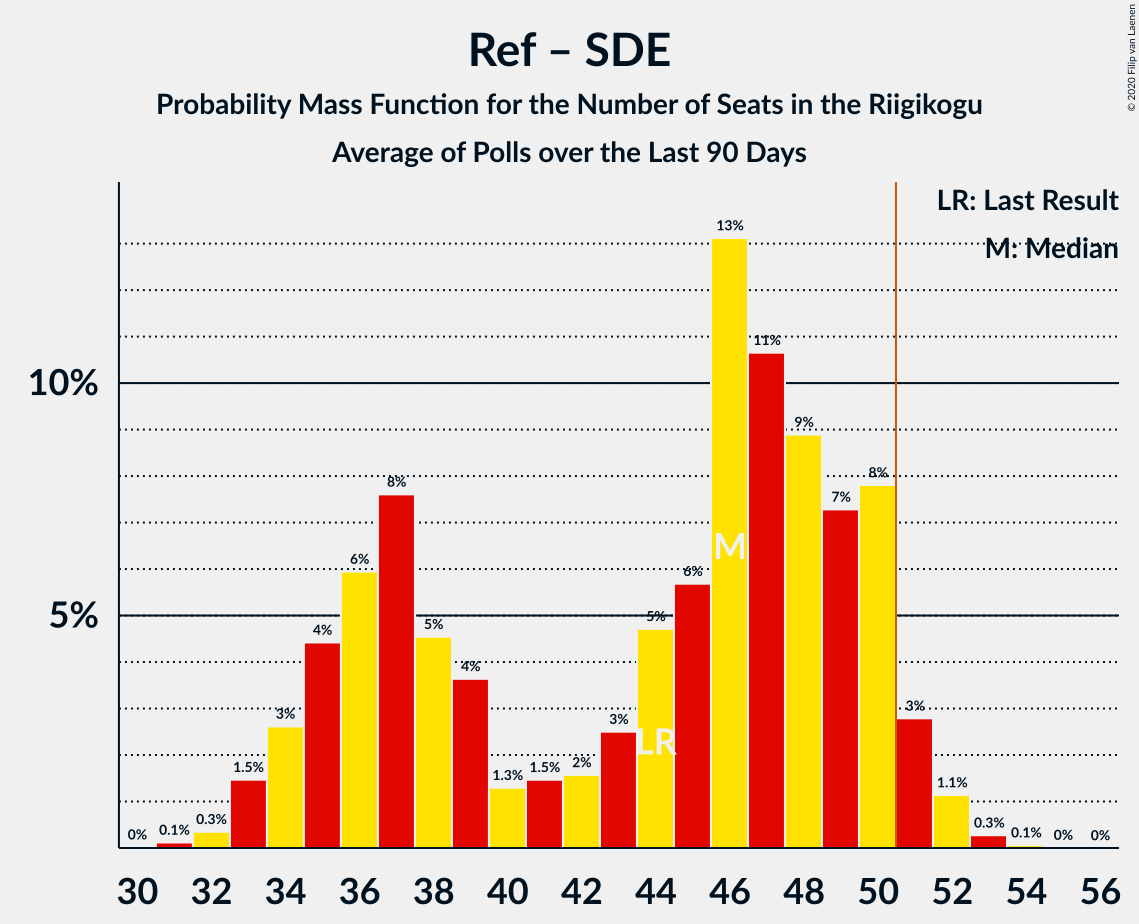 Ref – SDE
Probability Mass Function for the Number of Seats in the Riigikogu
Average of Polls over the Last 90 Days
© 2020 Filip van Laenen
LR: Last Result
M: Median
10%
5%
0% 0.1% 0.3% 1.5% 3% 4% 6% 8% 5% 4% 1.3% 1.5% 2% 3% 5% 6% 13% 11% 9% 7% 8% 3% 1.1% 0.3% 0.1% 0% 0%
M
LR
30 32 34 36 38 40 42 44 46 48 50 52 54 56